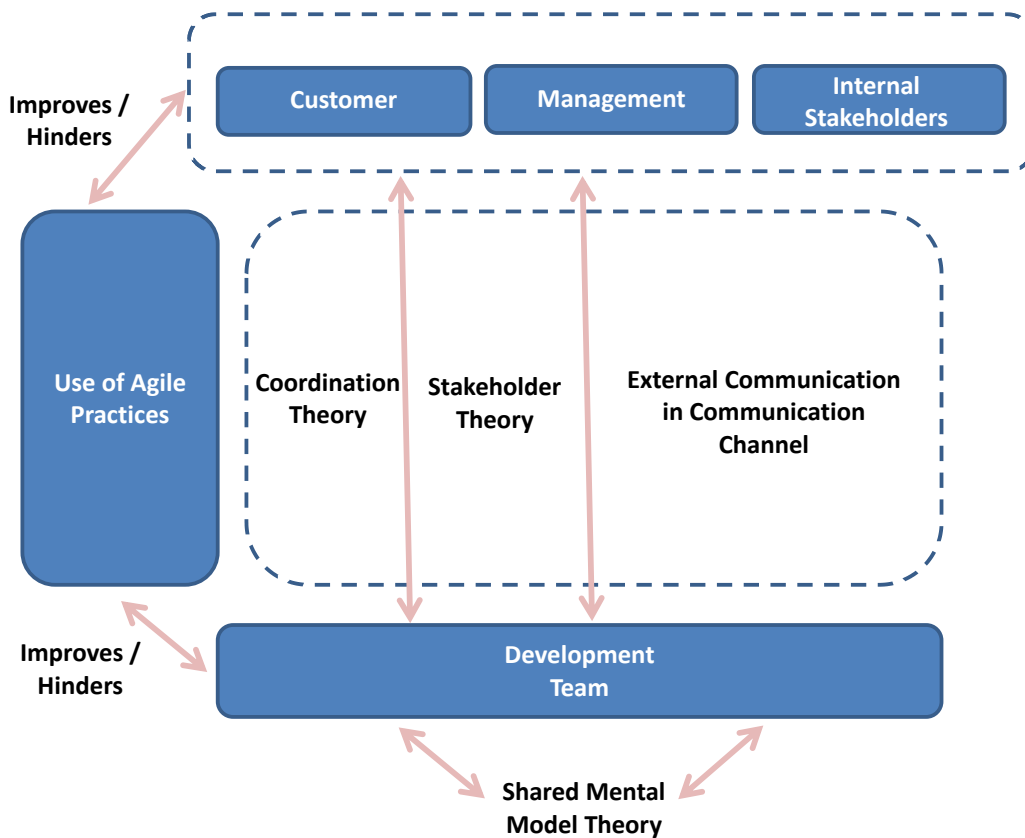 Customer
Management
Internal
Stakeholders
Improves /
Hinders
Use of Agile
Practices
Coordination
Theory
Stakeholder
Theory
External Communication
in Communication
Channel
Improves /
Hinders
Development
Team
Shared Mental
Model Theory